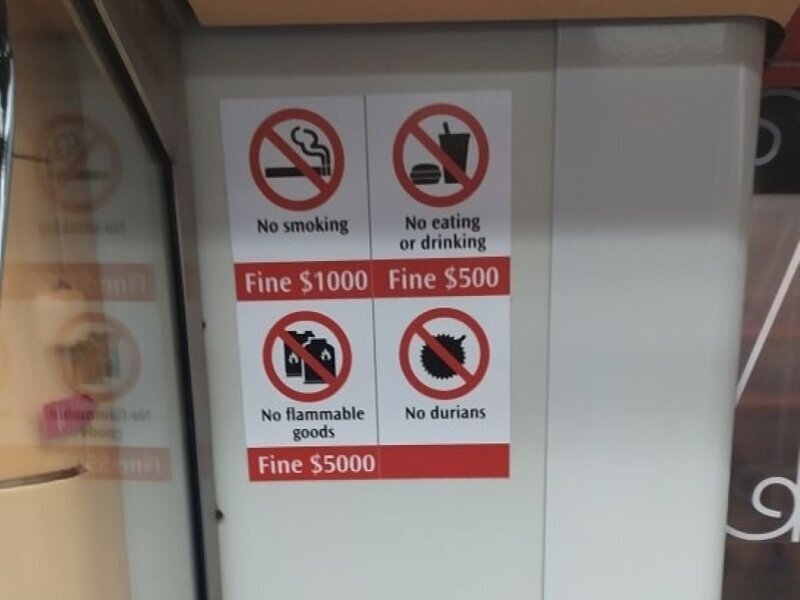 No smoking
Fine $1000
No eating
or drinking
Fine $500
No flammable
goods
Fine $5000
No durians